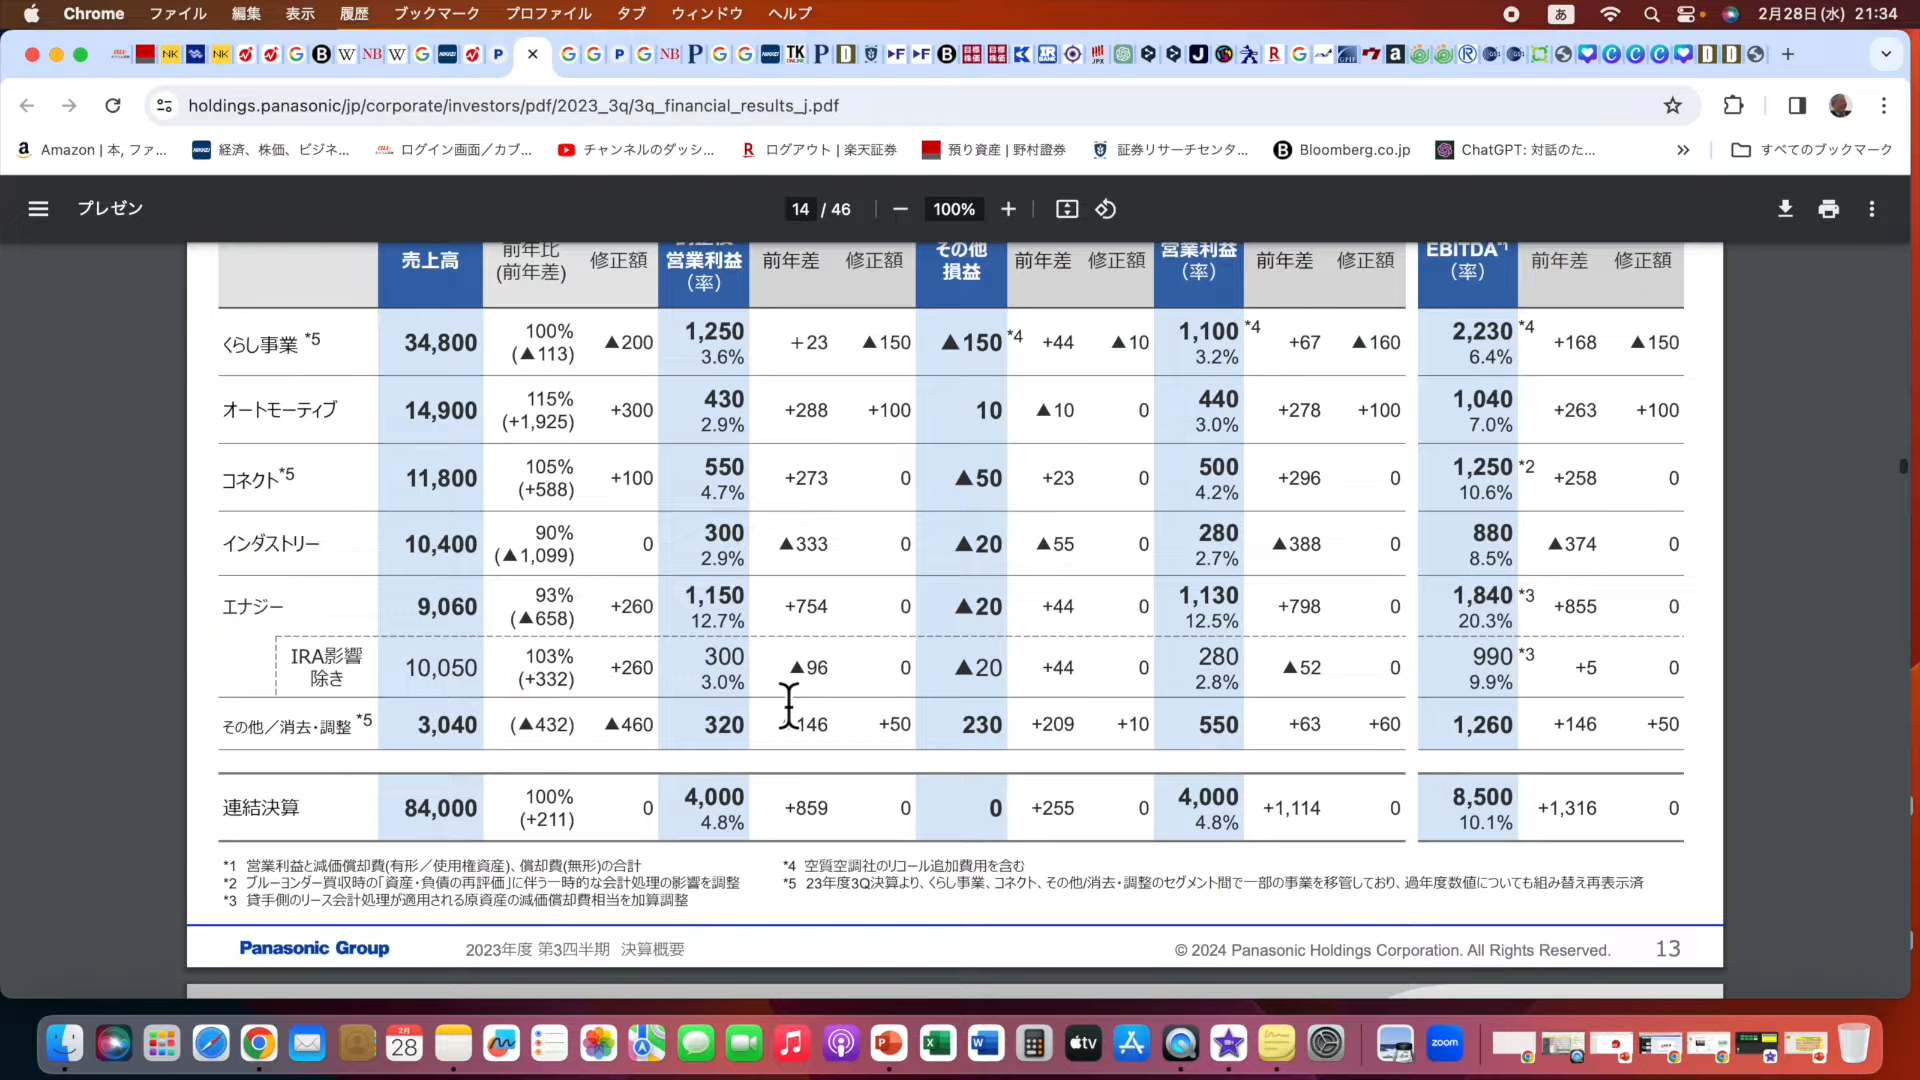 Chrome ファイル 編集 表示 履歴 ブックマーク プロファイル タブ ウィンドウ ヘルプ あ 2月28日(水) 21:34
holdings.panasonic/jp/corporate/investors/pdf/2023_3q/3q_financial_results_j.pdf
Amazon | 本, ファ... 経済、株価、ビジネ... ログイン画面／カブ... チャンネルのダッシ... ログアウト | 楽天証券 預り資産 | 野村證券 証券リサーチセンタ... Bloomberg.co.jp ChatGPT: 対話のた... » すべてのブックマーク
プレゼン 14 / 46 100%
売上高 前年比 (前年差) 修正額 営業利益 (率) 前年差 修正額 その他 損益 前年差 修正額 営業利益 (率) 前年差 修正額 EBITDA*1 (率) 前年差 修正額
くらし事業 *5 34,800 100% (▲113) ▲200 1,250 3.6% +23 ▲150 ▲150 *4 +44 ▲10 1,100 *4 3.2% +67 ▲160 2,230 *4 6.4% +168 ▲150
オートモーティブ 14,900 115% (+1,925) +300 430 2.9% +288 +100 10 ▲10 0 440 3.0% +278 +100 1,040 7.0% +263 +100
コネクト*5 11,800 105% (+588) +100 550 4.7% +273 0 ▲50 +23 0 500 4.2% +296 0 1,250 *2 10.6% +258 0
インダストリー 10,400 90% (▲1,099) 0 300 2.9% ▲333 0 ▲20 ▲55 0 280 2.7% ▲388 0 880 8.5% ▲374 0
エナジー 9,060 93% (▲658) +260 1,150 12.7% +754 0 ▲20 +44 0 1,130 12.5% +798 0 1,840 *3 20.3% +855 0
IRA影響 除き 10,050 103% (+332) +260 300 3.0% ▲96 0 ▲20 +44 0 280 2.8% ▲52 0 990 *3 9.9% +5 0
その他／消去・調整 *5 3,040 (▲432) ▲460 320 146 +50 230 +209 +10 550 +63 +60 1,260 +146 +50
連結決算 84,000 100% (+211) 0 4,000 4.8% +859 0 0 +255 0 4,000 4.8% +1,114 0 8,500 10.1% +1,316 0
*1 営業利益と減価償却費(有形／使用権資産)、償却費(無形)の合計
*2 ブルーヨンダー買収時の「資産・負債の再評価」に伴う一時的な会計処理の影響を調整
*3 貸手側のリース会計処理が適用される原資産の減価償却費相当を加算調整
*4 空質空調社のリコール追加費用を含む
*5 23年度3Q決算より、くらし事業、コネクト、その他/消去・調整のセグメント間で一部の事業を移管しており、過年度数値についても組み替え再表示済
Panasonic Group 2023年度 第3四半期 決算概要 © 2024 Panasonic Holdings Corporation. All Rights Reserved. 13
2月 28 tv zoom